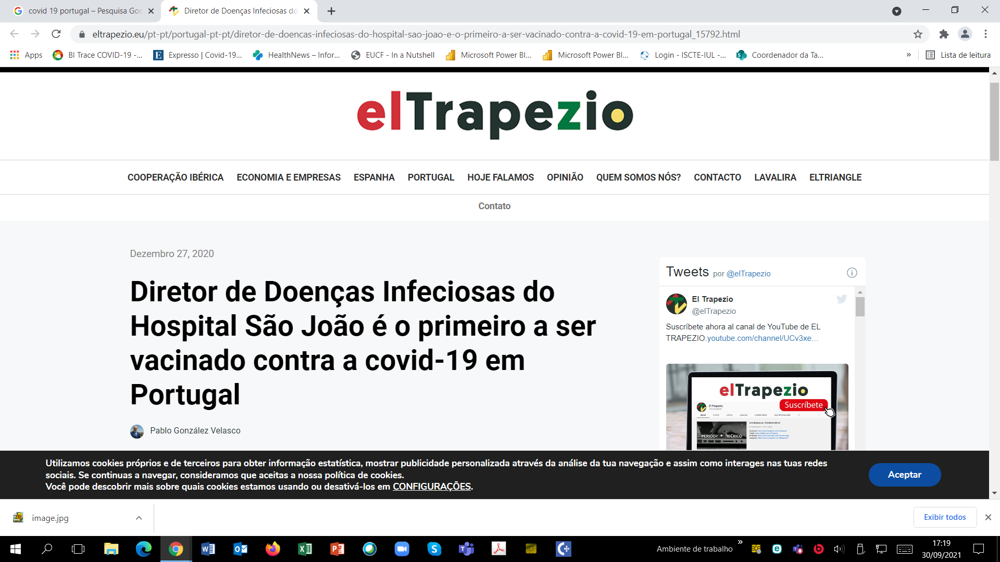 covid 19 portugal – Pesquisa Goo
Diretor de Doenças Infeciosas do
eltrapezio.eu/pt-pt/portugal-pt-pt/diretor-de-doencas-infeciosas-do-hospital-sao-joao-e-o-primeiro-a-ser-vacinado-contra-a-covid-19-em-portugal_15792.html
Apps
BI Trace COVID-19 -...
Expresso | Covid-19...
HealthNews – Infor...
EUCF - In a Nutshell
Microsoft Power BI...
Microsoft Power BI...
Login - ISCTE-IUL -...
Coordenador da Ta...
»
Lista de leitura
elTrapezio
COOPERAÇÃO IBÉRICA ECONOMIA E EMPRESAS ESPANHA PORTUGAL HOJE FALAMOS OPINIÃO QUEM SOMOS NÓS? CONTACTO LAVALIRA ELTRIANGLE
Contato
Dezembro 27, 2020
Diretor de Doenças Infeciosas do
Hospital São João é o primeiro a ser
vacinado contra a covid-19 em
Portugal
Pablo González Velasco
Tweets por @elTrapezio
El Trapezio
@elTrapezio
Suscríbete ahora al canal de YouTube de EL
TRAPEZIO.youtube.com/channel/UCv3xe…
elTrapezio
Suscríbete
El Trapezio
Utilizamos cookies próprios e de terceiros para obter informação estatística, mostrar publicidade personalizada através da análise da tua navegação e assim como interages nas tuas redes
sociais. Se continuas a navegar, consideramos que aceitas a nossa política de cookies.
Você pode descobrir mais sobre quais cookies estamos usando ou desativá-los em CONFIGURAÇÕES.
Aceptar
image.jpg
Exibir todos
Ambiente de trabalho
»
17:19
30/09/2021